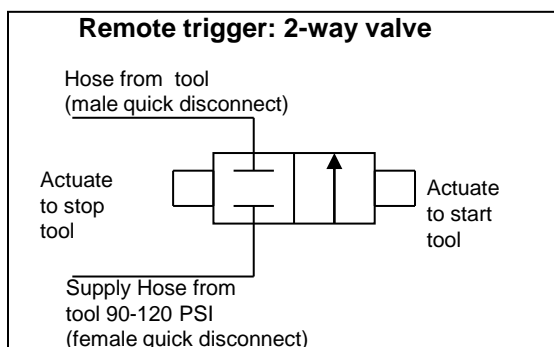 Remote trigger: 2-way valve
Hose from tool
(male quick disconnect)
Actuate
to stop
tool
Actuate
to start
tool
Supply Hose from
tool 90-120 PSI
(female quick disconnect)